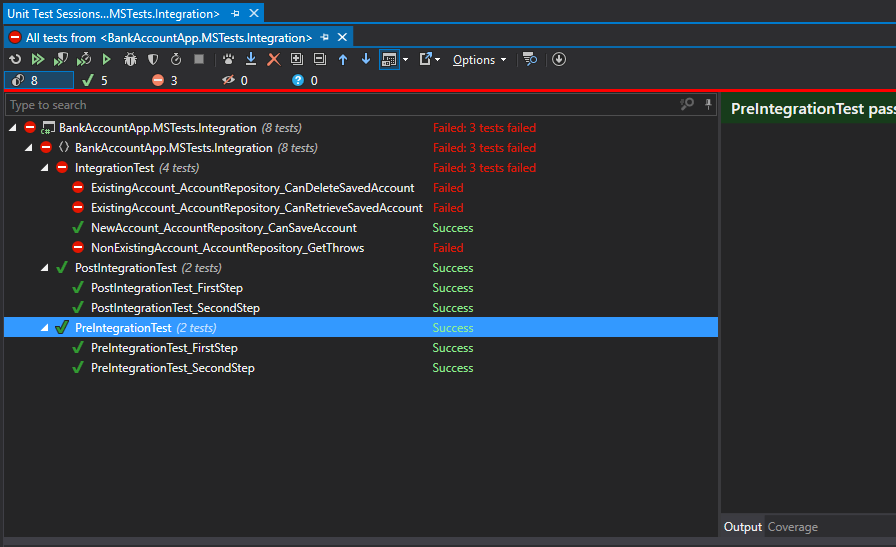 Unit Test Sessions...MSTests.Integration>
All tests from <BankAccountApp.MSTests.Integration>
Options
8 5 3 0 ? 0
Type to search
BankAccountApp.MSTests.Integration (8 tests) Failed: 3 tests failed
BankAccountApp.MSTests.Integration (8 tests) Failed: 3 tests failed
IntegrationTest (4 tests) Failed: 3 tests failed
ExistingAccount_AccountRepository_CanDeleteSavedAccount Failed
ExistingAccount_AccountRepository_CanRetrieveSavedAccount Failed
NewAccount_AccountRepository_CanSaveAccount Success
NonExistingAccount_AccountRepository_GetThrows Failed
PostIntegrationTest (2 tests) Success
PostIntegrationTest_FirstStep Success
PostIntegrationTest_SecondStep Success
PreIntegrationTest (2 tests) Success
PreIntegrationTest_FirstStep Success
PreIntegrationTest_SecondStep Success
PreIntegrationTest pas
Output Coverage